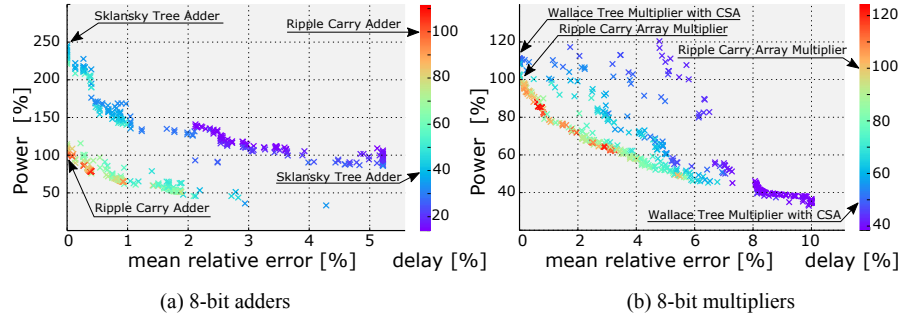 Sklansky Tree Adder
Ripple Carry Adder
250
200
150
100
50
Power [%]
Sklansky Tree Adder
Ripple Carry Adder
0
1
2
3
4
5
mean relative error [%]
delay [%]
100
80
60
40
20
(a) 8-bit adders
Wallace Tree Multiplier with CSA
Ripple Carry Array Multiplier
Ripple Carry Array Multiplier
120
100
80
60
40
Power [%]
Wallace Tree Multiplier with CSA
0
2
4
6
8
10
mean relative error [%]
delay [%]
120
100
80
60
40
(b) 8-bit multipliers